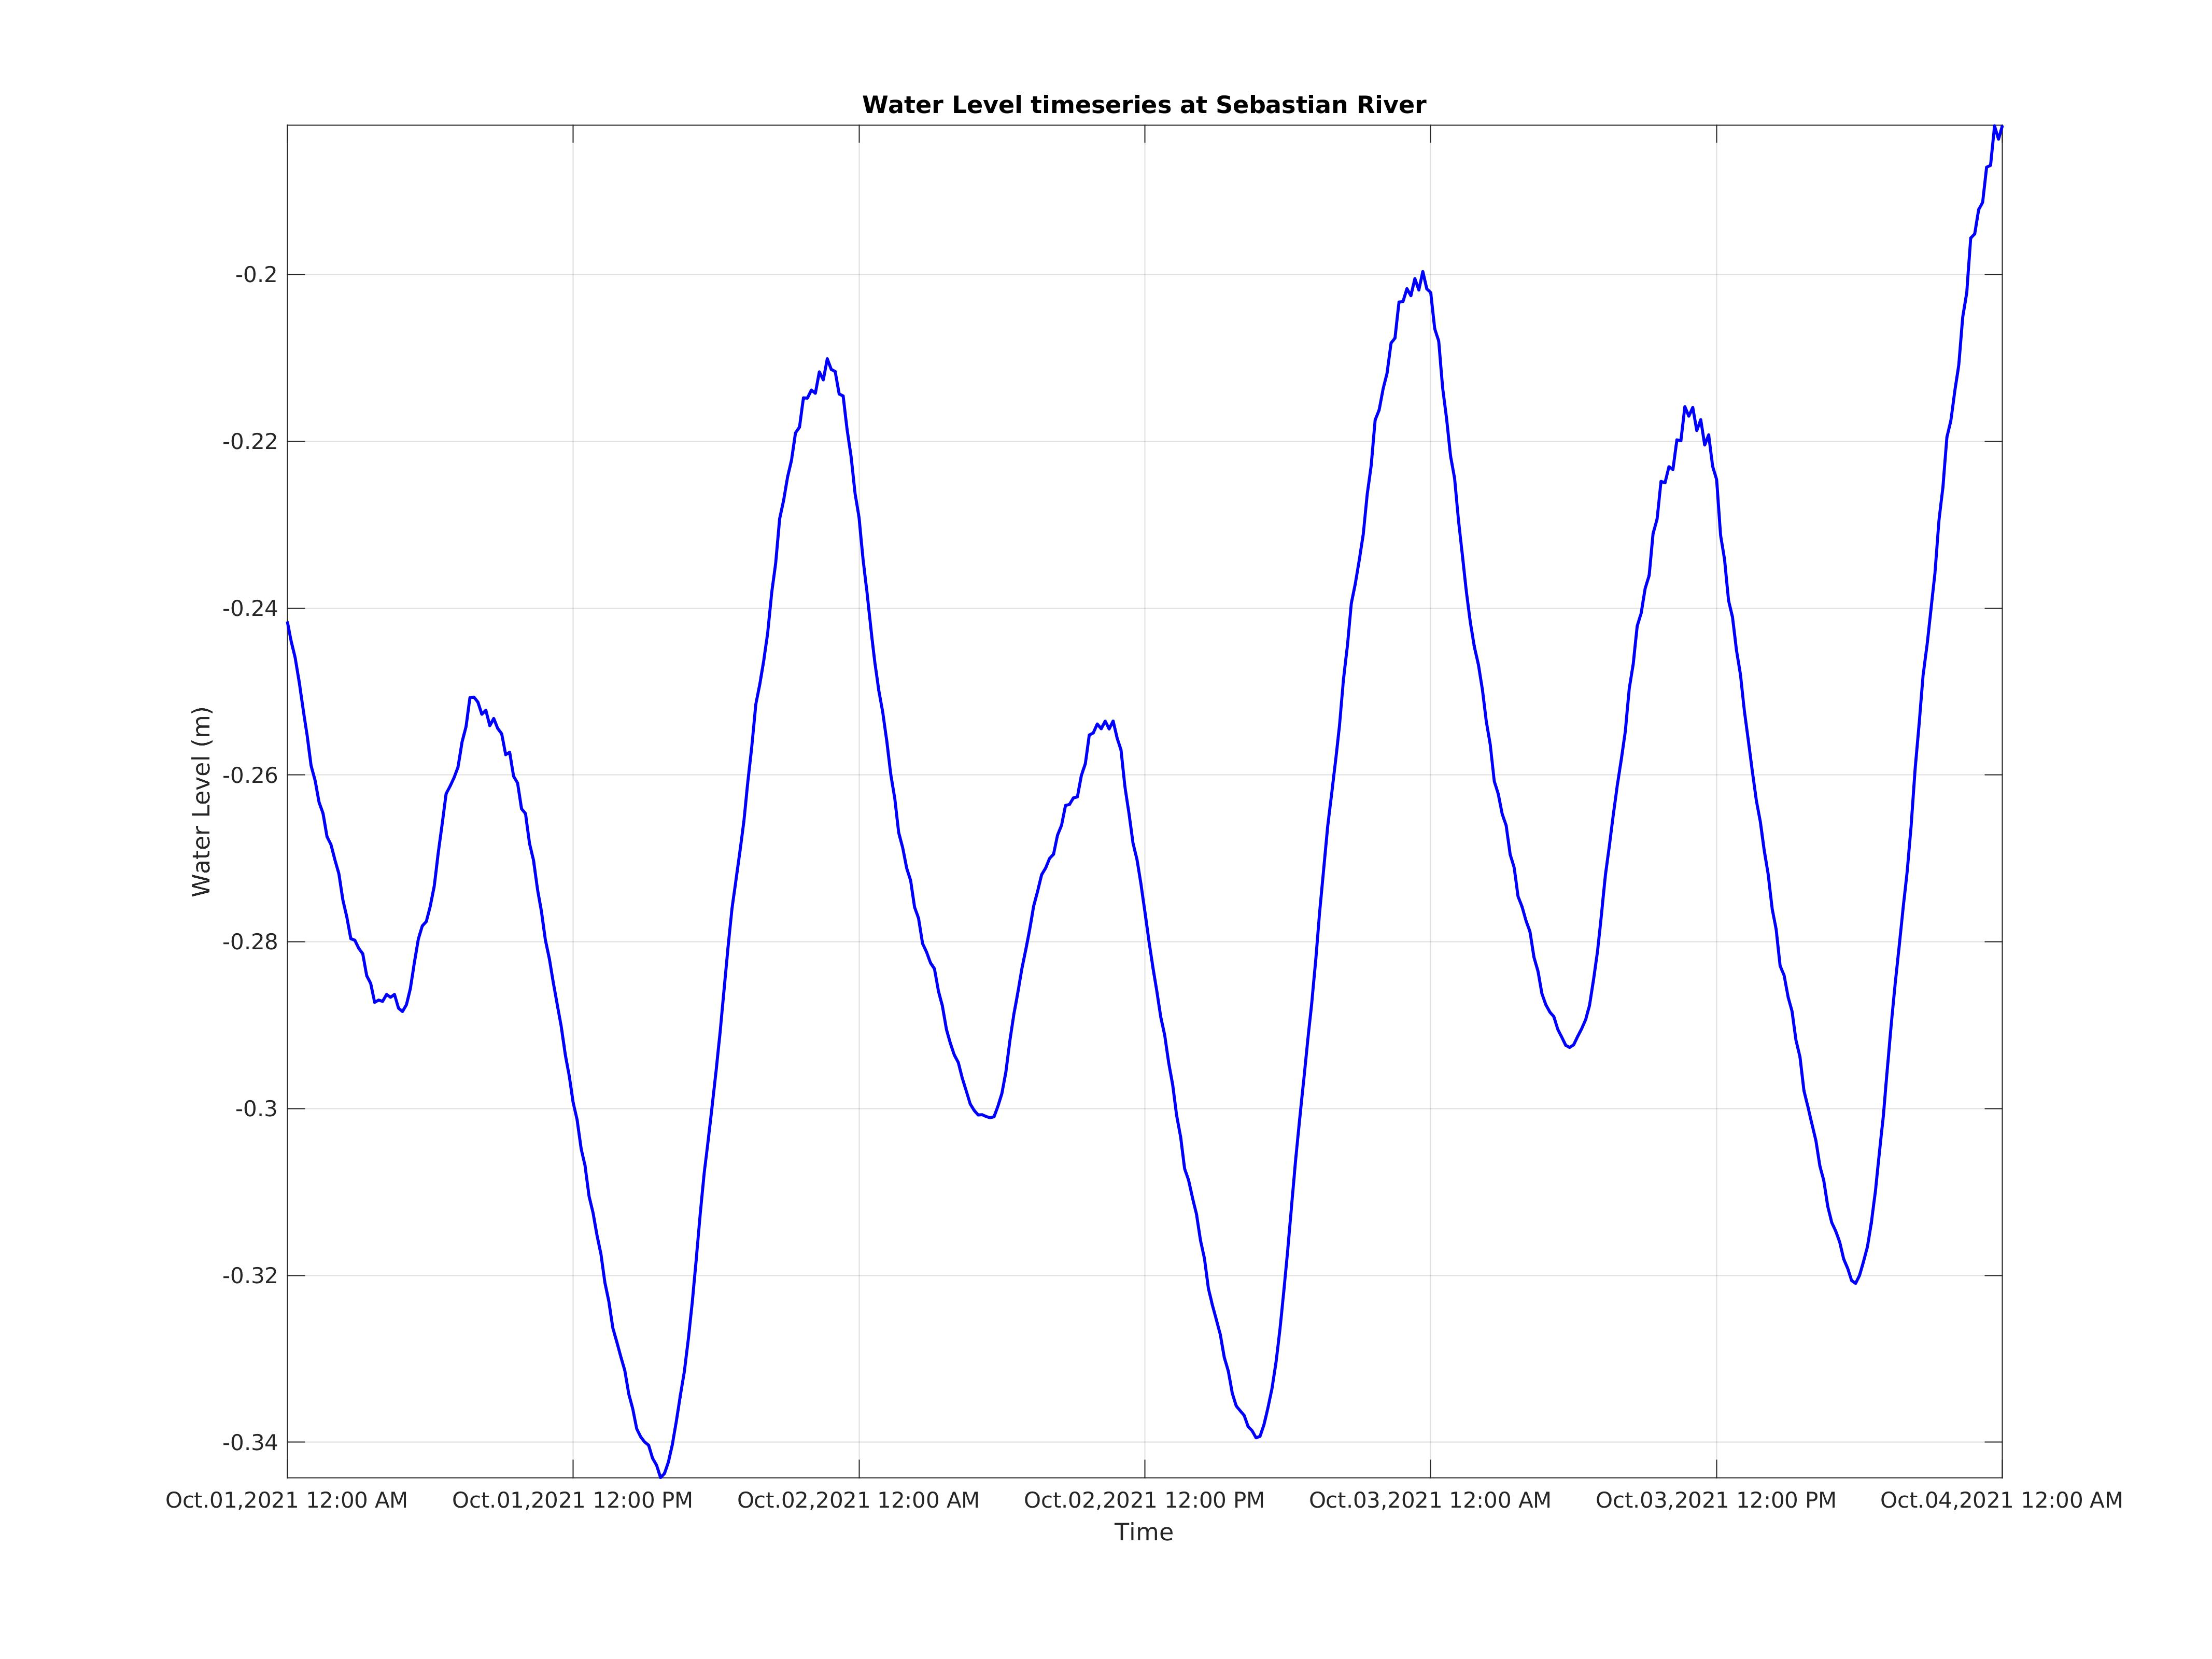 Water Level timeseries at Sebastian River
-0.2
-0.22
-0.24
-0.26
-0.28
-0.3
-0.32
-0.34
Water Level (m)
Oct.01,2021 12:00 AM Oct.01,2021 12:00 PM Oct.02,2021 12:00 AM Oct.02,2021 12:00 PM Oct.03,2021 12:00 AM Oct.03,2021 12:00 PM Oct.04,2021 12:00 AM
Time